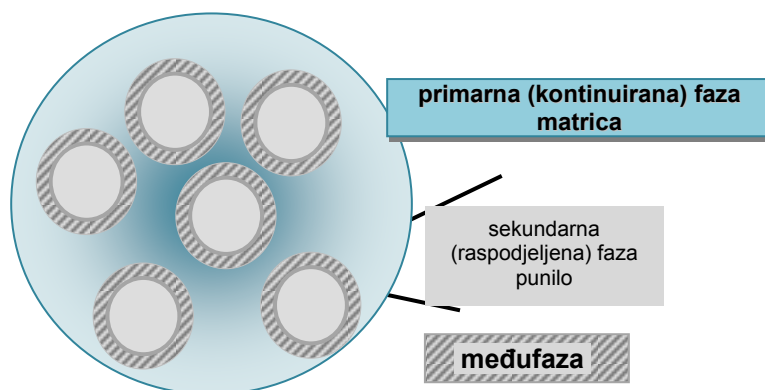 primarna (kontinuirana) faza
matrica
sekundarna
(raspodjeljena) faza
punilo
međufaza